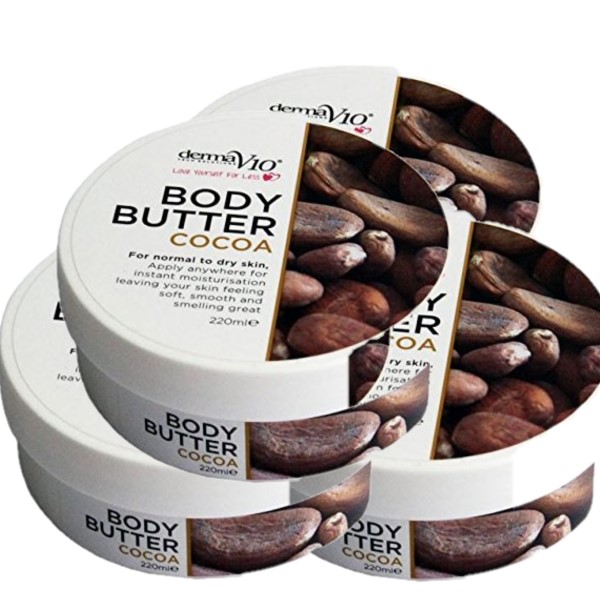 dermaV10®
dermaV10®
SKIN SOLUTIONS
Love Yourself For Less
BODY
BUTTER
COCOA
For normal to dry skin,
Apply anywhere for
instant moisturisation
leaving your skin feeling
soft, smooth and
smelling great
220ml℮
BODY
BUTTER
COCOA
220ml℮
BODY
BUTTER
COCOA
220ml℮
BODY
BUTTER
COCOA
220ml℮